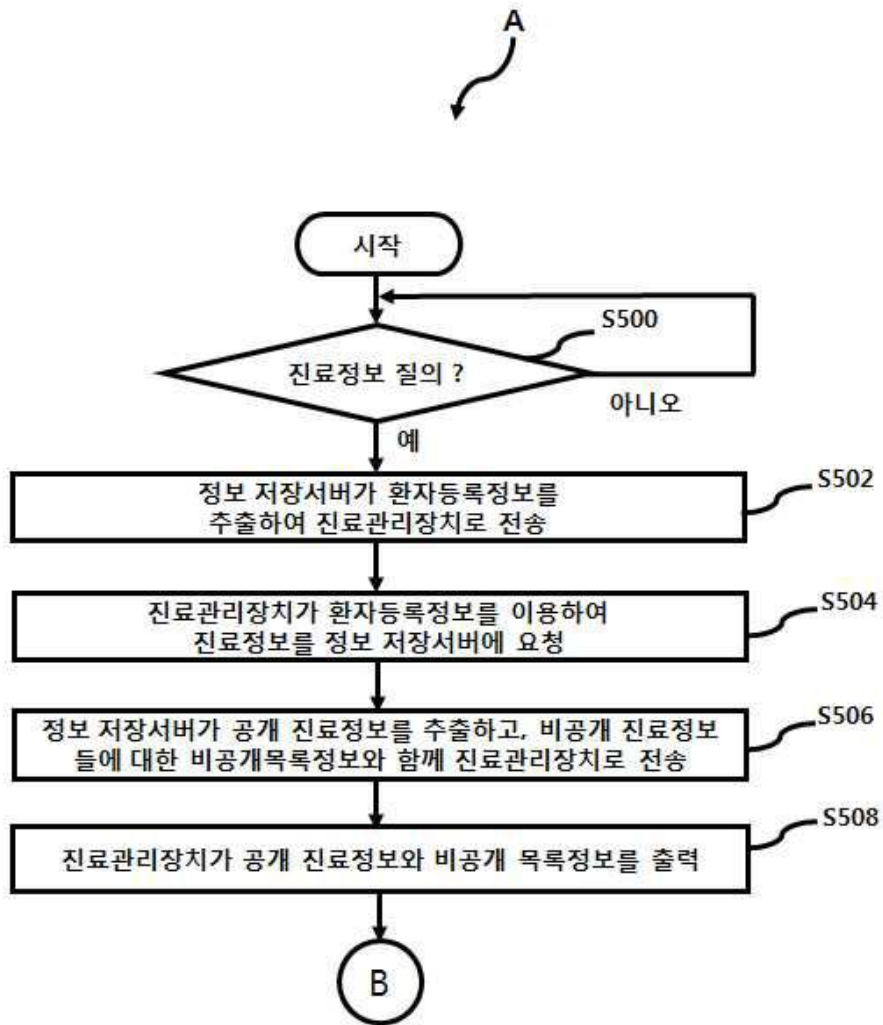 A
시작
S500
진료정보 질의 ?
아니오
예
S502
정보 저장서버가 환자등록정보를
추출하여 진료관리장치로 전송
S504
진료관리장치가 환자등록정보를 이용하여
진료정보를 정보 저장서버에 요청
S506
정보 저장서버가 공개 진료정보를 추출하고, 비공개 진료정보
들에 대한 비공개목록정보와 함께 진료관리장치로 전송
S508
진료관리장치가 공개 진료정보와 비공개 목록정보를 출력
B